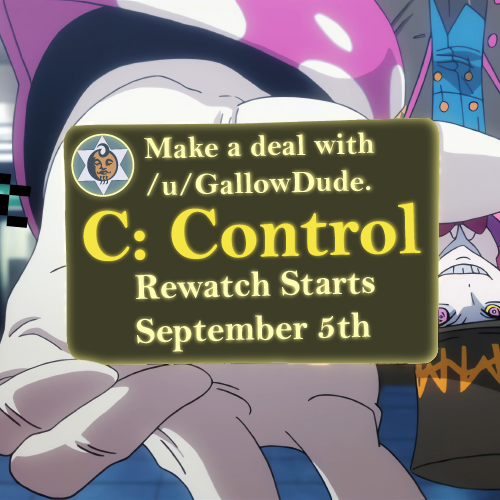 Make a deal with
/u/GallowDude.
C: Control
Rewatch Starts
September 5th